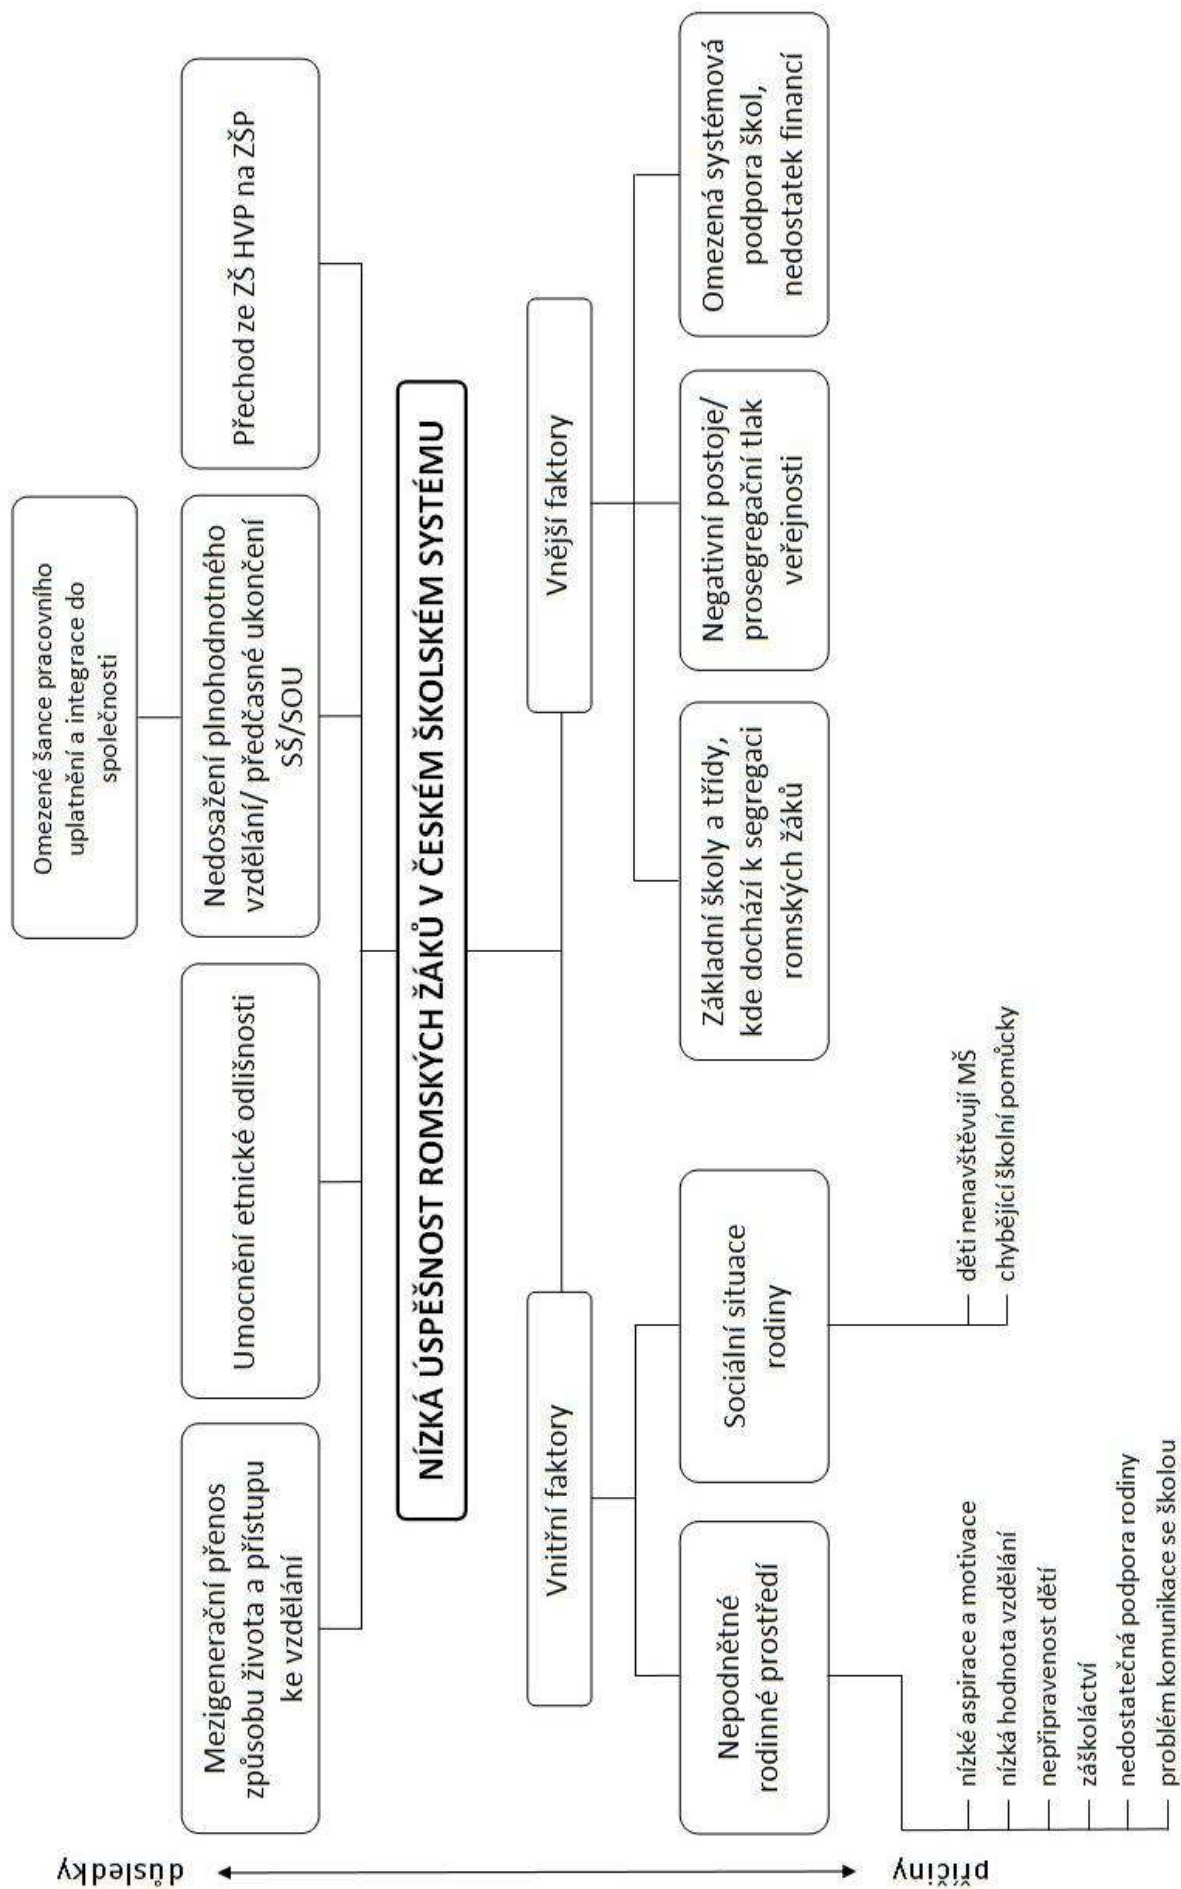 důsledky
příčiny
Omezené šance pracovního
uplatnění a integrace do
společnosti
Mezigenerační přenos
způsobu života a přístupu
ke vzdělání
Umocnění etnické odlišnosti
Nedosažení plnohodnotného
vzdělání/ předčasné ukončení
SŠ/SOU
Přechod ze ZŠ HVP na ZŠP
NÍZKÁ ÚSPĚŠNOST ROMSKÝCH ŽÁKŮ V ČESKÉM ŠKOLSKÉM SYSTÉMU
Vnitřní faktory
Vnější faktory
Nepodnětné
rodinné prostředí
Sociální situace
rodiny
Základní školy a třídy,
kde dochází k segregaci
romských žáků
Negativní postoje/
prosegregační tlak
veřejnosti
Omezená systémová
podpora škol,
nedostatek financí
nízké aspirace a motivace
nízká hodnota vzdělání
nepřipravenost dětí
záškoláctví
nedostatečná podpora rodiny
problém komunikace se školou
děti nenavštěvují MŠ
chybějící školní pomůcky